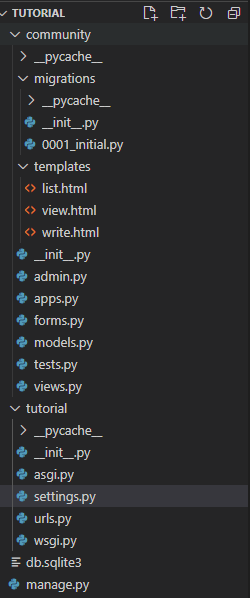 TUTORIAL
community
__pycache__
migrations
__pycache__
__init__.py
0001_initial.py
templates
list.html
view.html
write.html
__init__.py
admin.py
apps.py
forms.py
models.py
tests.py
views.py
tutorial
__pycache__
__init__.py
asgi.py
settings.py
urls.py
wsgi.py
db.sqlite3
manage.py